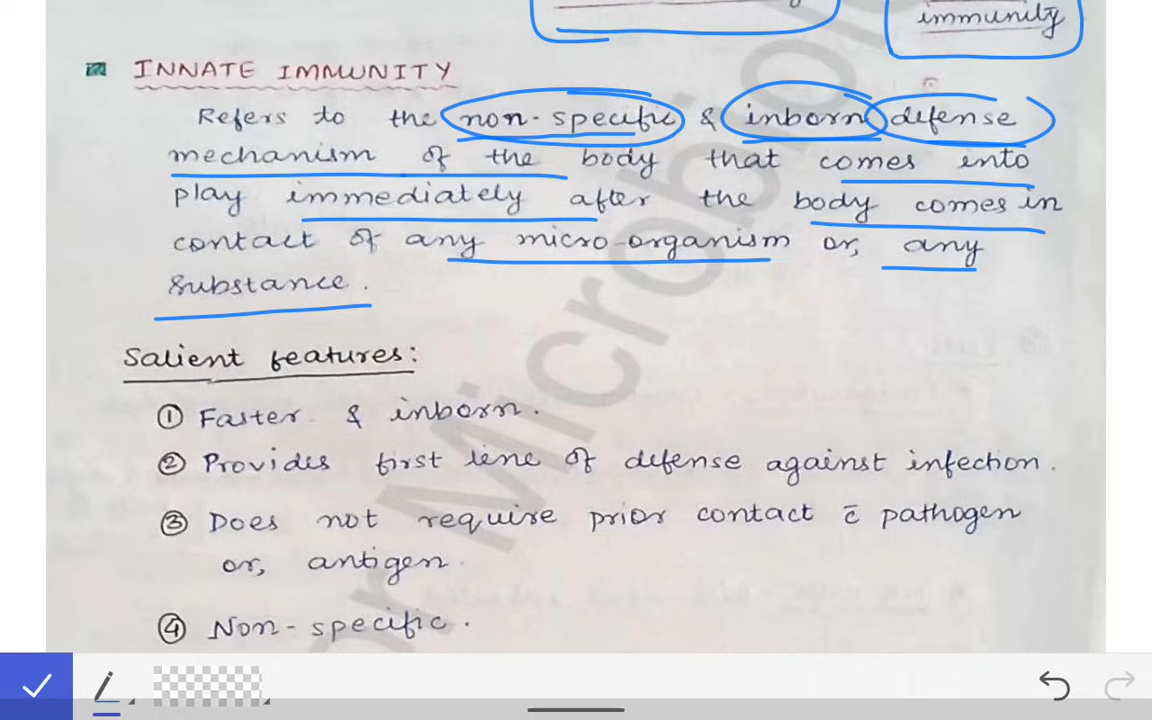 immunity
INNATE IMMUNITY
Refers to the non-specific & inborn defense
mechanism of the body that comes into
play immediately after the body comes in
contact of any micro-organism or, any
substance.
Salient features:
① Faster & inborn.
② Provides first line of defense against infection.
③ Does not require prior contact c̄ pathogen
or, antigen.
④ Non-specific.